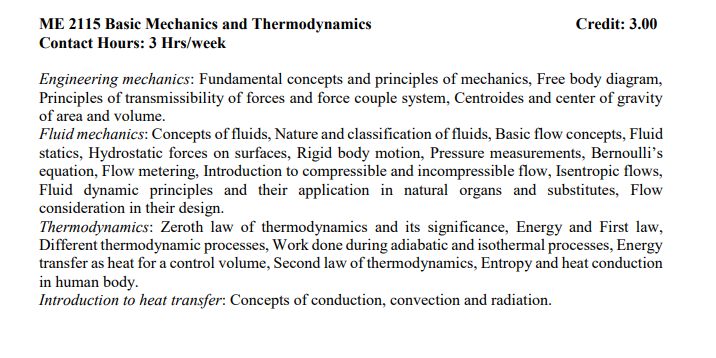 ME 2115 Basic Mechanics and Thermodynamics Credit: 3.00
Contact Hours: 3 Hrs/week
Engineering mechanics: Fundamental concepts and principles of mechanics, Free body diagram,
Principles of transmissibility of forces and force couple system, Centroides and center of gravity
of area and volume.
Fluid mechanics: Concepts of fluids, Nature and classification of fluids, Basic flow concepts, Fluid
statics, Hydrostatic forces on surfaces, Rigid body motion, Pressure measurements, Bernoulli's
equation, Flow metering, Introduction to compressible and incompressible flow, Isentropic flows,
Fluid dynamic principles and their application in natural organs and substitutes, Flow
consideration in their design.
Thermodynamics: Zeroth law of thermodynamics and its significance, Energy and First law,
Different thermodynamic processes, Work done during adiabatic and isothermal processes, Energy
transfer as heat for a control volume, Second law of thermodynamics, Entropy and heat conduction
in human body.
Introduction to heat transfer: Concepts of conduction, convection and radiation.